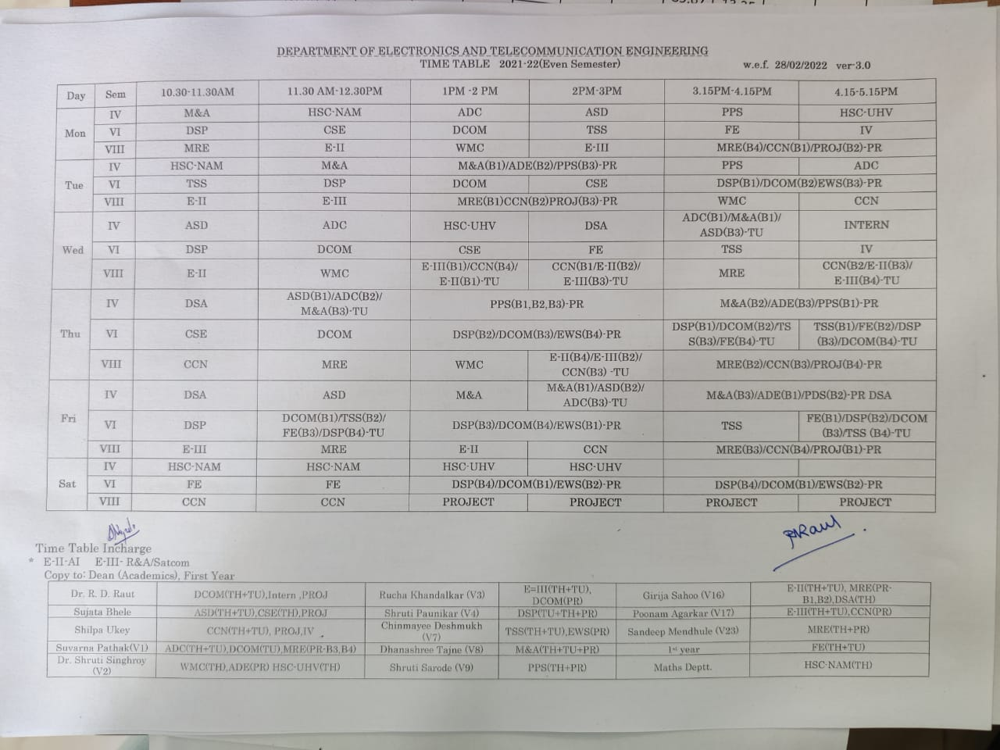 DEPARTMENT OF ELECTRONICS AND TELECOMMUNICATION ENGINEERING
TIME TABLE 2021-22(Even Semester)
w.e.f. 28/02/2022 ver-3.0
Day Sem 10.30-11.30AM 11.30 AM-12.30PM 1PM -2 PM 2PM-3PM 3.15PM-4.15PM 4.15-5.15PM
Mon
IV M&A HSC-NAM ADC ASD PPS HSC-UHV
VI DSP CSE DCOM TSS FE IV
VIII MRE E-II WMC E-III MRE(B4)/CCN(B1)/PROJ(B2)-PR
Tue
IV HSC-NAM M&A M&A(B1)/ADE(B2)/PPS(B3)-PR PPS ADC
VI TSS DSP DCOM CSE DSP(B1)/DCOM(B2)EWS(B3)-PR
VIII E-II E-III MRE(B1)CCN(B2)PROJ(B3)-PR WMC CCN
Wed
IV ASD ADC HSC-UHV DSA ADC(B1)/M&A(B1)/
ASD(B3)-TU INTERN
VI DSP DCOM CSE FE TSS IV
VIII E-II WMC E-III(B1)/CCN(B4)/
E-II(B1)-TU CCN(B1/E-II(B2)/
E-III(B3)-TU MRE CCN(B2/E-II(B3)/
E-III(B4)-TU
Thu
IV DSA ASD(B1)/ADC(B2)/
M&A(B3)-TU PPS(B1,B2,B3)-PR M&A(B2)/ADE(B3)/PPS(B1)-PR
VI CSE DCOM DSP(B2)/DCOM(B3)/EWS(B4)-PR DSP(B1)/DCOM(B2)/TS
S(B3)/FE(B4)-TU TSS(B1)/FE(B2)/DSP
(B3)/DCOM(B4)-TU
VIII CCN MRE WMC E-II(B4)/E-III(B2)/
CCN(B3) -TU MRE(B2)/CCN(B3)/PROJ(B4)-PR
Fri
IV DSA ASD M&A M&A(B1)/ASD(B2)/
ADC(B3)-TU M&A(B3)/ADE(B1)/PDS(B2)-PR DSA
VI DSP DCOM(B1)/TSS(B2)/
FE(B3)/DSP(B4)-TU DSP(B3)/DCOM(B4)/EWS(B1)-PR TSS FE(B1)/DSP(B2)/DCOM
(B3)/TSS (B4)-TU
VIII E-III MRE E-II CCN MRE(B3)/CCN(B4)/PROJ(B1)-PR
Sat
IV HSC-NAM HSC-NAM HSC-UHV HSC-UHV
VI FE FE DSP(B4)/DCOM(B1)/EWS(B2)-PR DSP(B4)/DCOM(B1)/EWS(B2)-PR
VIII CCN CCN PROJECT PROJECT PROJECT PROJECT
Time Table Incharge
* E-II-AI E-III- R&A/Satcom
Copy to: Dean (Academics), First Year
Dr. R. D. Raut DCOM(TH+TU),Intern ,PROJ Rucha Khandalkar (V3) E=III(TH+TU),
DCOM(PR) Girija Sahoo (V16) E-II(TH+TU), MRE(PR-
B1,B2),DSA(TH)
Sujata Bhele ASD(TH+TU),CSE(TH),PROJ Shruti Paunikar (V4) DSP(TU+TH+PR) Poonam Agarkar (V17) E-III(TH+TU),CCN(PR)
Shilpa Ukey CCN(TH+TU), PROJ,IV Chinmayee Deshmukh
(V7) TSS(TH+TU),EWS(PR) Sandeep Mendhule (V23) MRE(TH+PR)
Suvarna Pathak(V1) ADC(TH+TU),DCOM(TU),MRE(PR-B3,B4) Dhanashree Tajne (V8) M&A(TH+TU+PR) 1st year FE(TH+TU)
Dr. Shruti Singhroy
(V2) WMC(TH),ADE(PR) HSC-UHV(TH) Shruti Sarode (V9) PPS(TH+PR) Maths Deptt. HSC-NAM(TH)